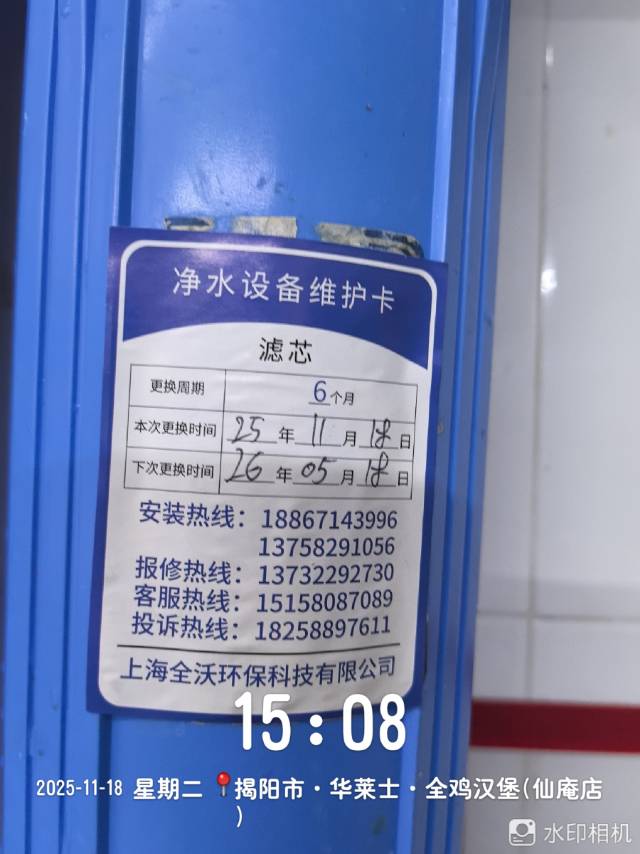 净水设备维护卡
滤芯
更换周期 6个月
本次更换时间 25年11月18日
下次更换时间 26年05月18日
安装热线：18867143996
13758291056
报修热线：13732292730
客服热线：15158087089
投诉热线：18258897611
上海全沃环保科技有限公司
15:08
2025-11-18 星期二 揭阳市·华莱士·全鸡汉堡(仙庵店
)
水印相机